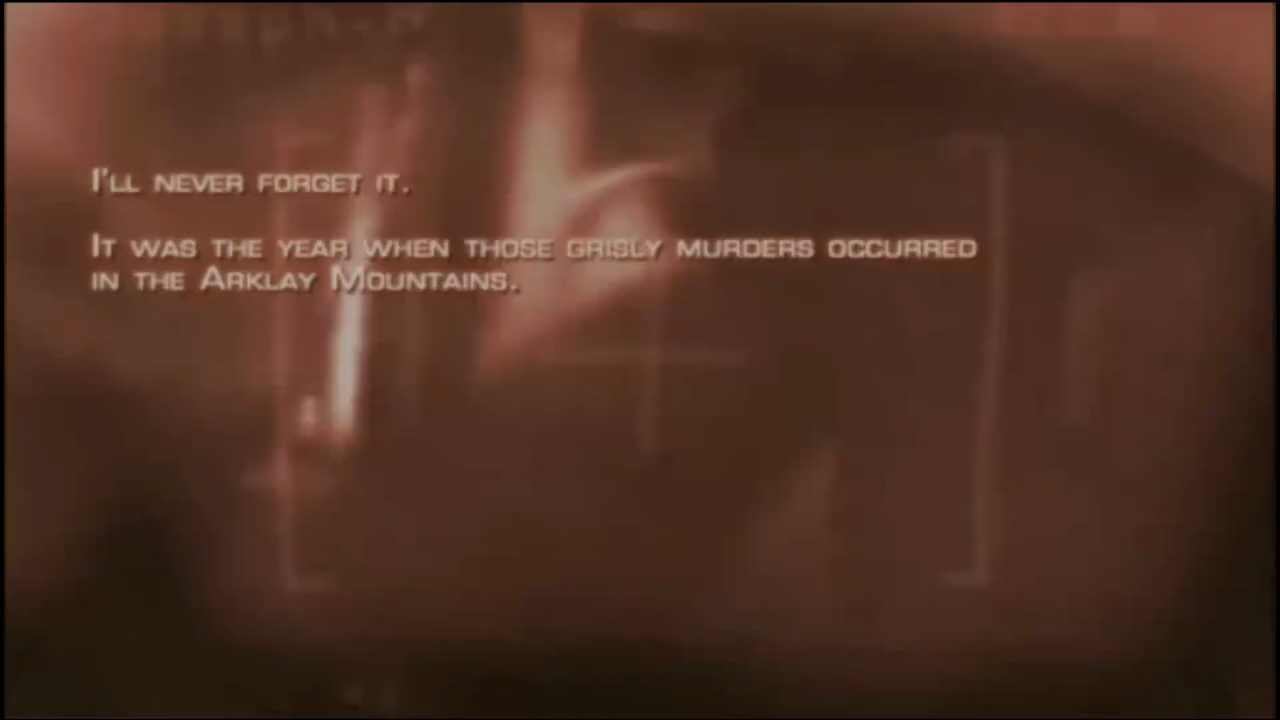 I'll never forget it.
It was the year when those grisly murders occurred
in the Arklay Mountains.